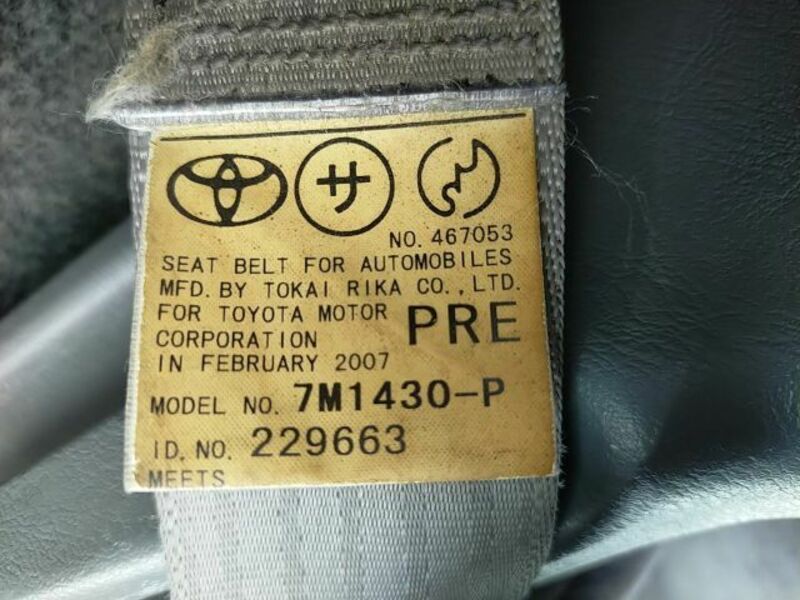 サ
NO. 467053
SEAT BELT FOR AUTOMOBILES
MFD. BY TOKAI RIKA CO., LTD.
FOR TOYOTA MOTOR
CORPORATION PRE
IN FEBRUARY 2007
MODEL NO. 7M1430-P
ID. NO. 229663
MEETS